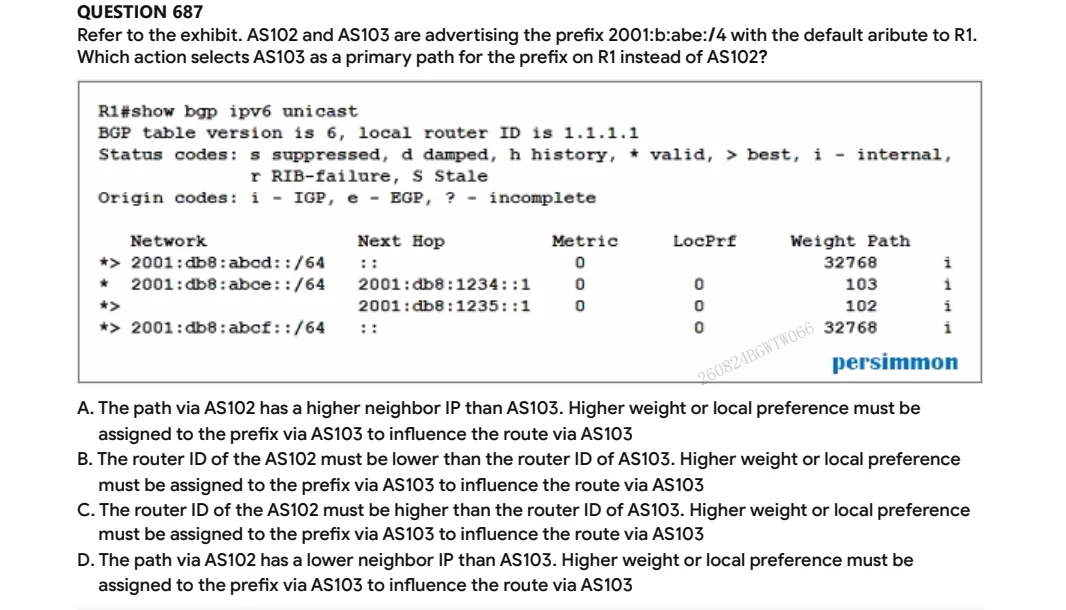 QUESTION 687
Refer to the exhibit. AS102 and AS103 are advertising the prefix 2001:b:abe:/4 with the default aribute to R1.
Which action selects AS103 as a primary path for the prefix on R1 instead of AS102?
R1#show bgp ipv6 unicast
BGP table version is 6, local router ID is 1.1.1.1
Status codes: s suppressed, d damped, h history, * valid, > best, i - internal,
r RIB-failure, S Stale
Origin codes: i - IGP, e - EGP, ? - incomplete
Network Next Hop Metric LocPrf Weight Path
*> 2001:db8:abcd::/64 :: 0 32768 i
* 2001:db8:abce::/64 2001:db8:1234::1 0 0 103 i
*> 2001:db8:1235::1 0 0 102 i
*> 2001:db8:abcf::/64 :: 0 32768 i
260824BGWTW066
persimmon
A. The path via AS102 has a higher neighbor IP than AS103. Higher weight or local preference must be
assigned to the prefix via AS103 to influence the route via AS103
B. The router ID of the AS102 must be lower than the router ID of AS103. Higher weight or local preference
must be assigned to the prefix via AS103 to influence the route via AS103
C. The router ID of the AS102 must be higher than the router ID of AS103. Higher weight or local preference
must be assigned to the prefix via AS103 to influence the route via AS103
D. The path via AS102 has a lower neighbor IP than AS103. Higher weight or local preference must be
assigned to the prefix via AS103 to influence the route via AS103